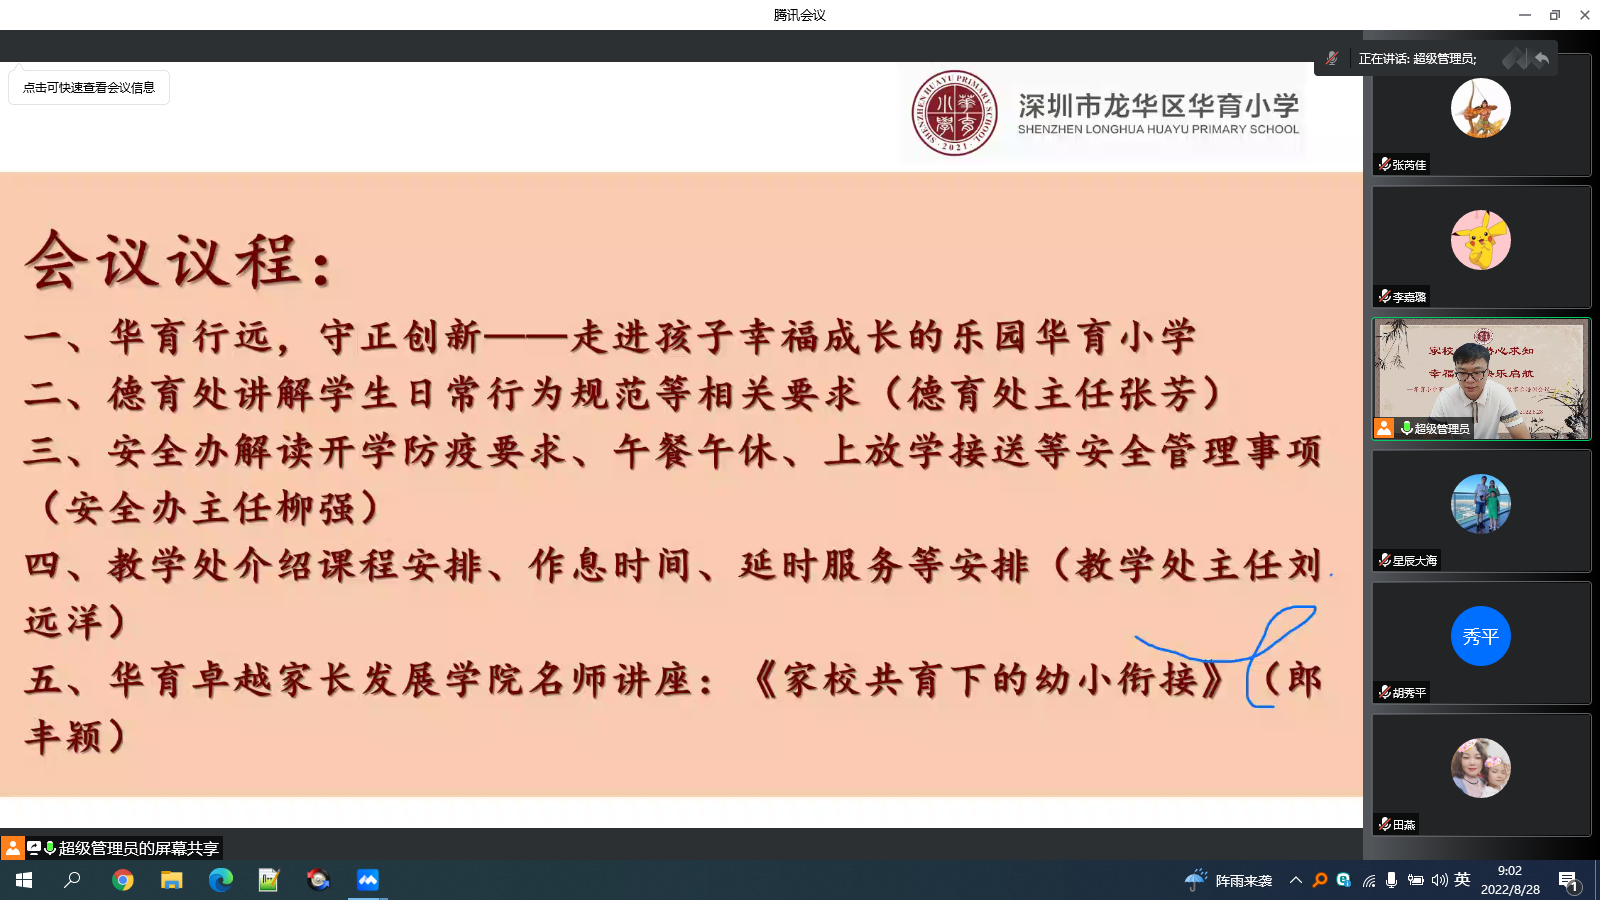 腾讯会议
点击可快速查看会议信息
正在讲话: 超级管理员;
深圳市龙华区华育小学
SHENZHEN LONGHUA HUAYU PRIMARY SCHOOL
SHENZHEN HUAYU PRIMARY SCHOOL
·2021·
会议议程：
一、华育行远，守正创新——走进孩子幸福成长的乐园华育小学
二、德育处讲解学生日常行为规范等相关要求（德育处主任张芳）
三、安全办解读开学防疫要求、午餐午休、上放学接送等安全管理事项
（安全办主任柳强）
四、教学处介绍课程安排、作息时间、延时服务等安排（教学处主任刘
远洋）
五、华育卓越家长发展学院名师讲座：《家校共育下的幼小衔接》（郎
丰颖）
张芮佳
李嘉璐
超级管理员
星辰大海
秀平
胡秀平
田燕
超级管理员的屏幕共享
阵雨来袭
英
9:02
2022/8/28
1